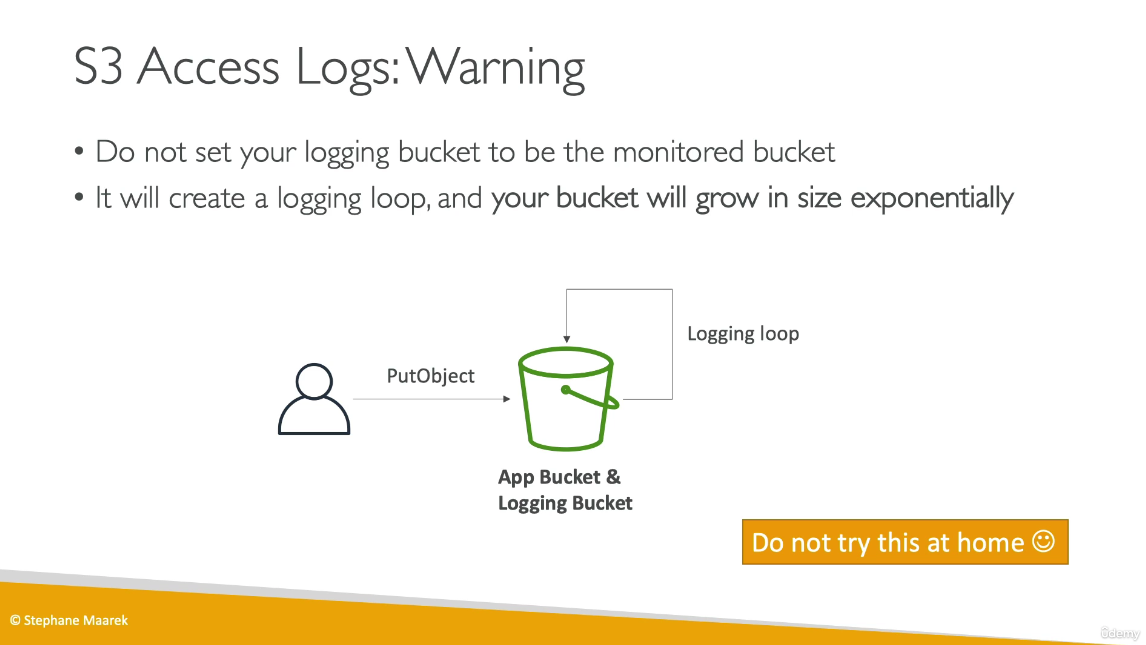 S3 Access Logs: Warning
• Do not set your logging bucket to be the monitored bucket
• It will create a logging loop, and your bucket will grow in size exponentially
Logging loop
PutObject
App Bucket &
Logging Bucket
Do not try this at home ☺
© Stephane Maarek
ûdemy